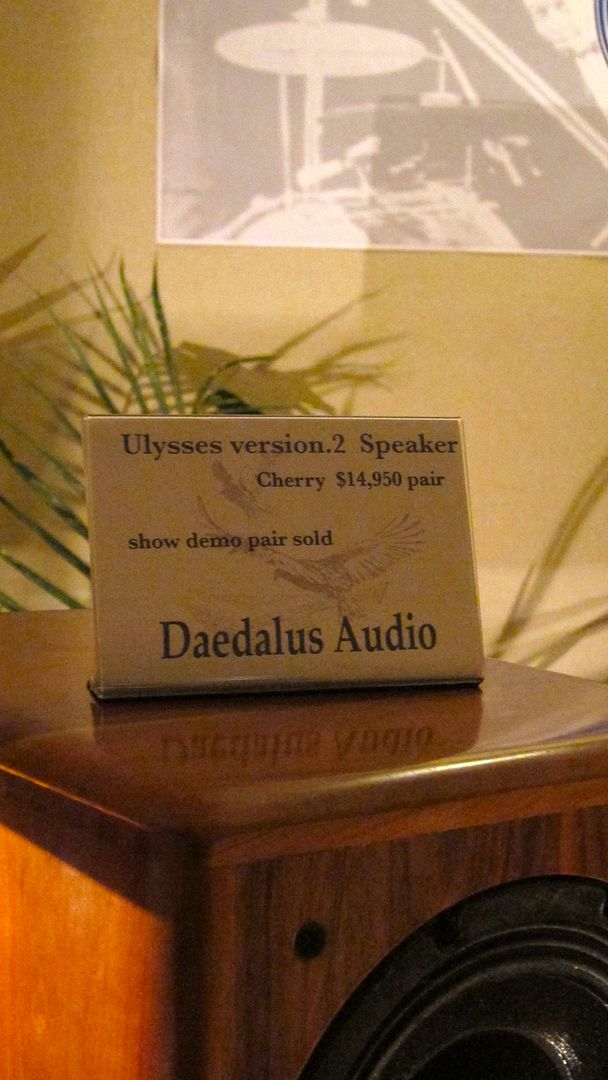 Ulysses version.2 Speaker
Cherry $14,950 pair
show demo pair sold
Daedalus Audio